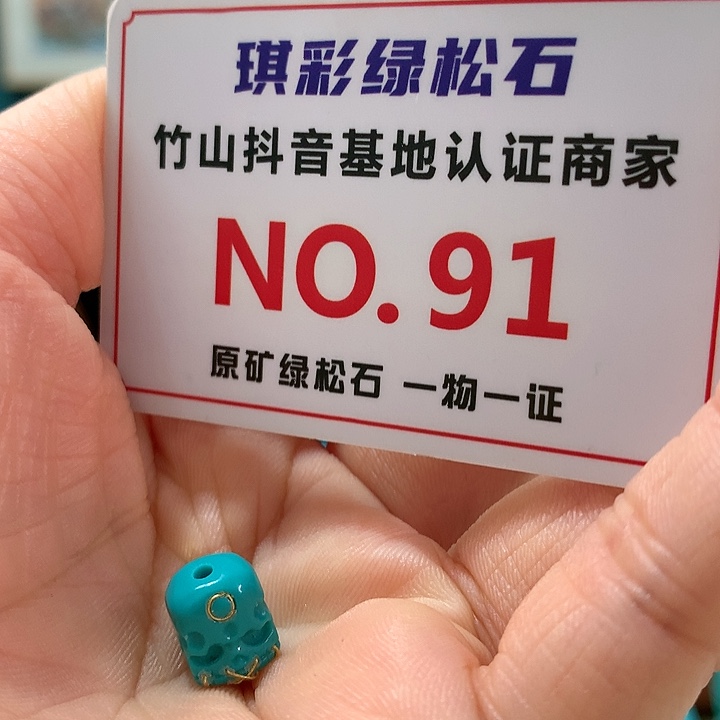 琪彩绿松石
竹山抖音基地认证商家
NO.91
原矿绿松石 一物一证